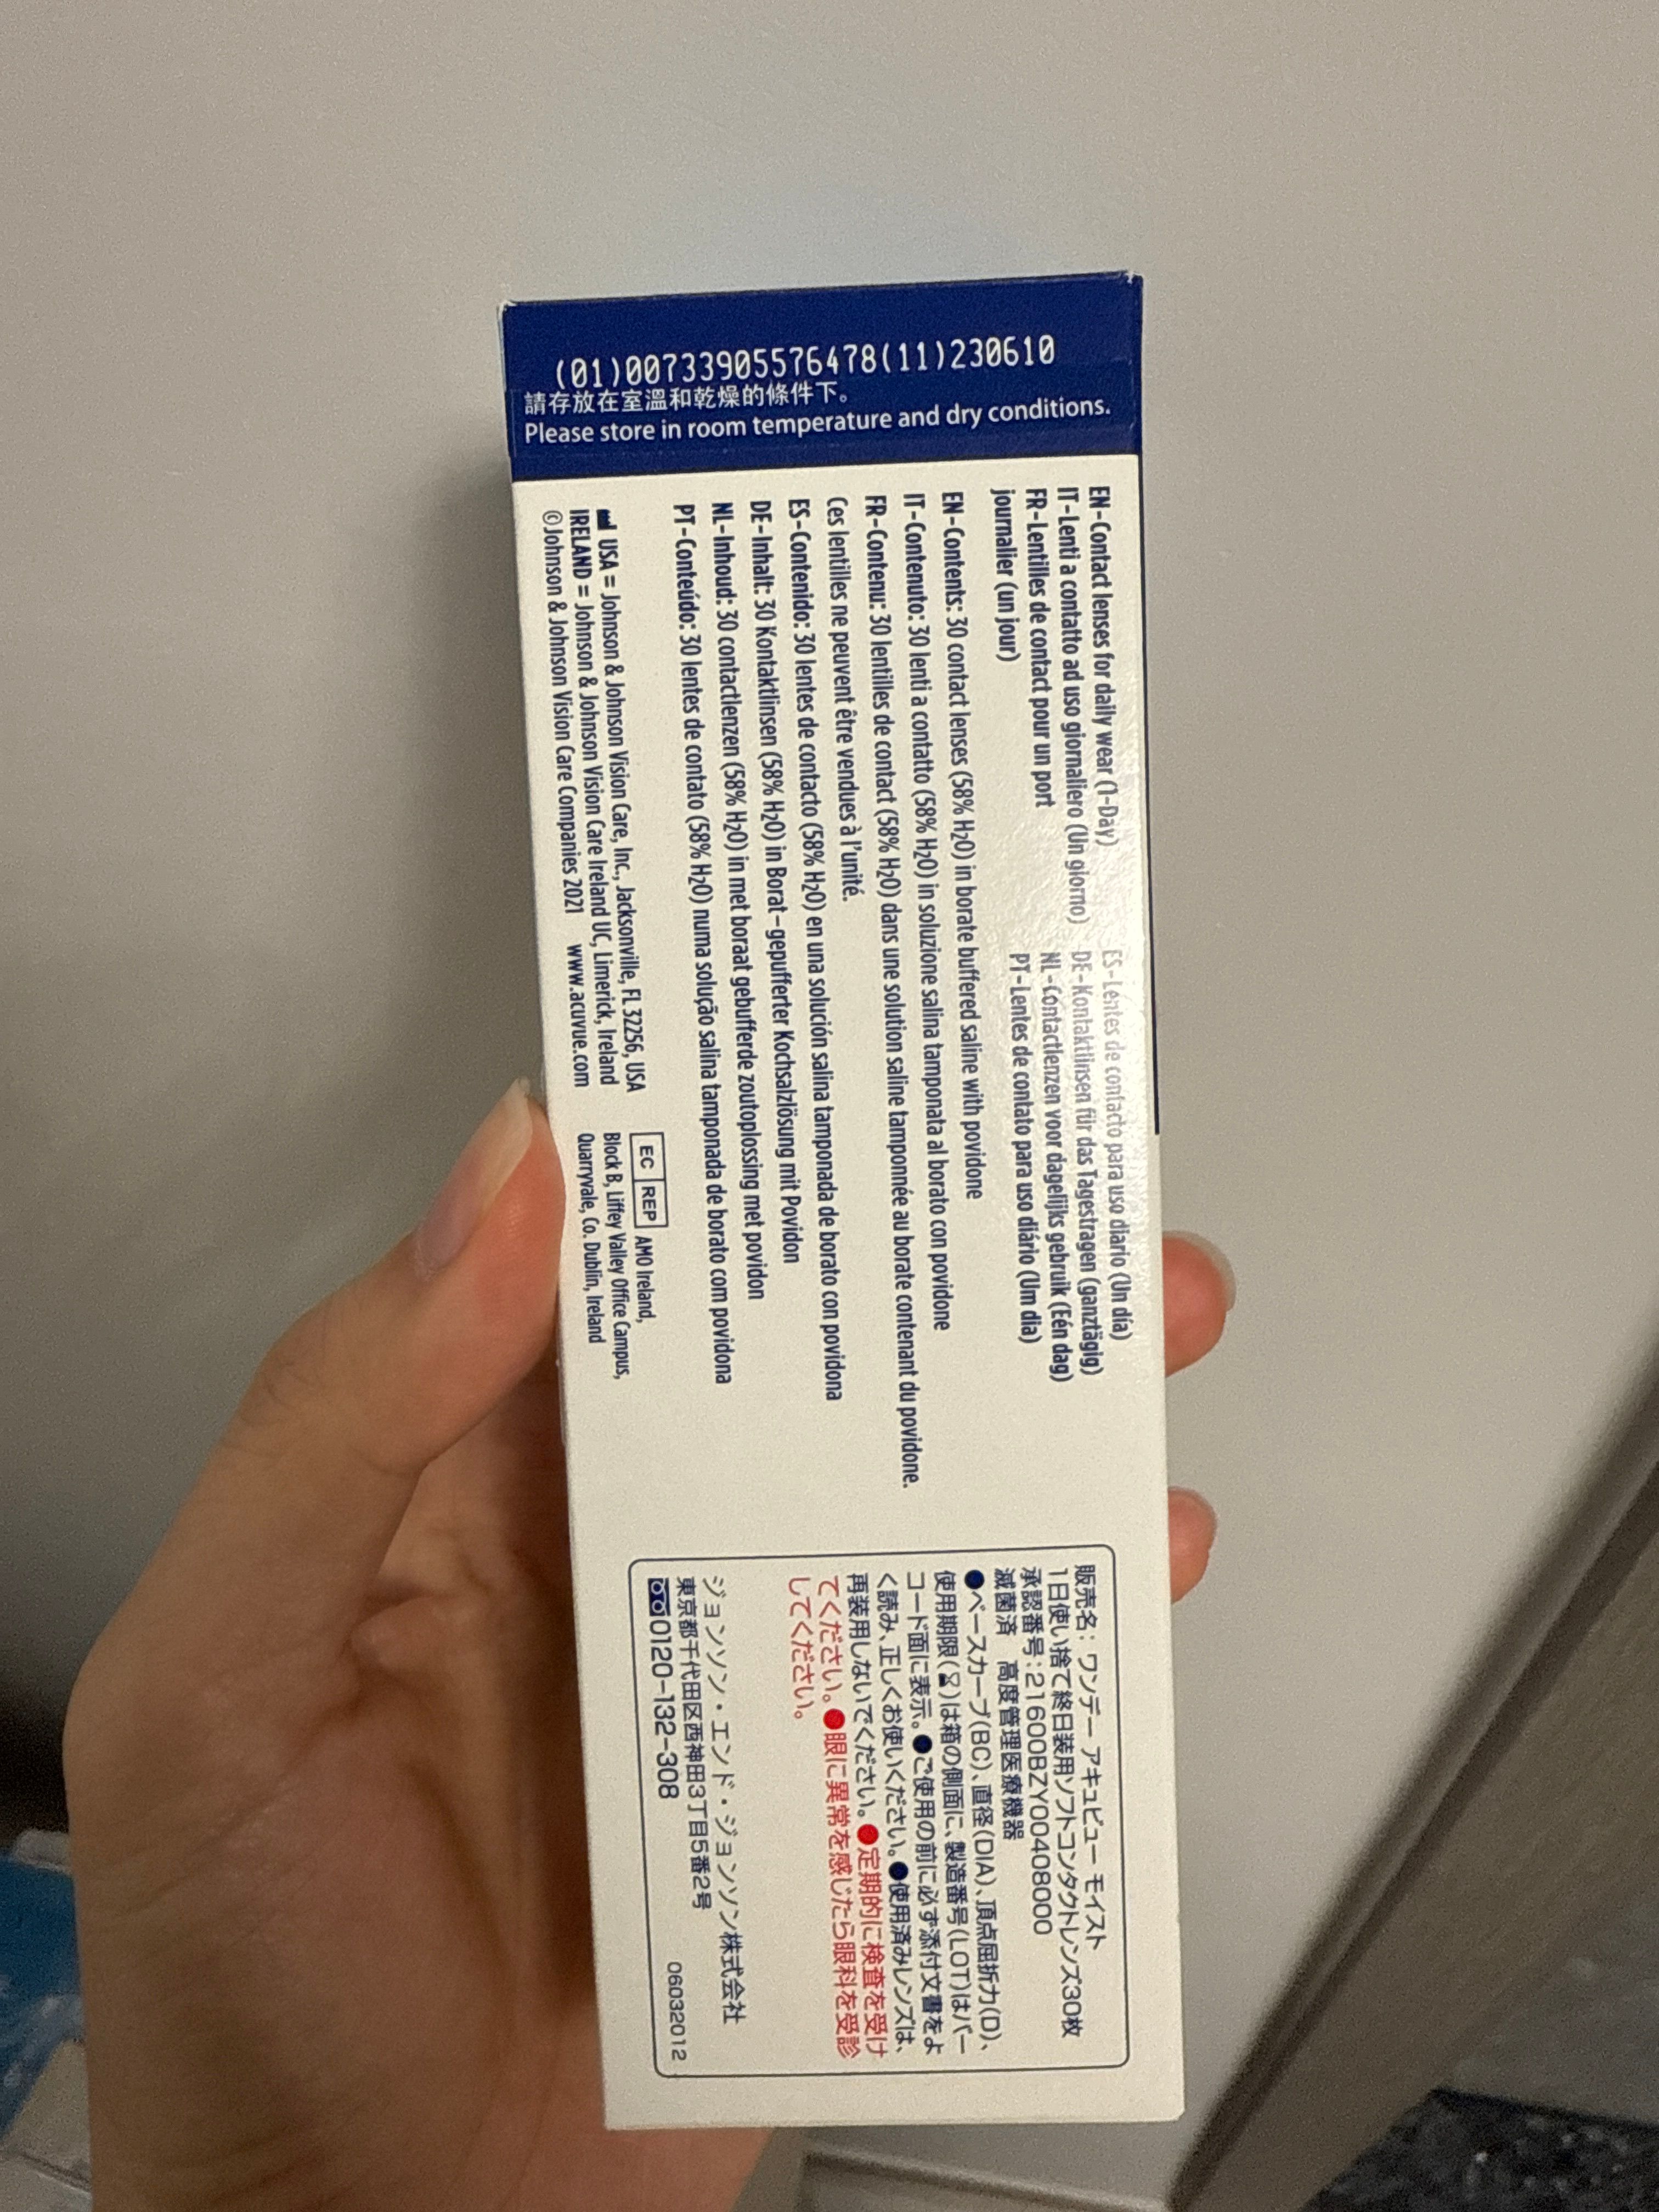 (01)00733905576478(11)230610
請存放在室溫和乾燥的條件下。
Please store in room temperature and dry conditions.
EN-Contact lenses for daily wear (1-Day)
IT-Lenti a contatto ad uso giornaliero (Un giorno)
FR-Lentilles de contact pour un port
journalier (un jour)
ES-Lentes de contacto para uso diario (Un día)
DE-Kontaktlinsen für das Tagestragen (ganztägig)
NL-Contactlenzen voor dagelijks gebruik (Eén dag)
PT-Lentes de contato para uso diário (Um dia)
EN-Contents: 30 contact lenses (58% H₂O) in borate buffered saline with povidone
IT-Contenuto: 30 lenti a contatto (58% H₂O) in soluzione salina tamponata al borato con povidone
FR-Contenu: 30 lentilles de contact (58% H₂O) dans une solution saline tamponnée au borate contenant du povidone.
Ces lentilles ne peuvent être vendues à l'unité.
ES-Contenido: 30 lentes de contacto (58% H₂O) en una solución salina tamponada de borato con povidona
DE-Inhalt: 30 Kontaktlinsen (58% H₂O) in Borat-gepufferter Kochsalzlösung mit Povidon
NL-Inhoud: 30 contactlenzen (58% H₂O) in met boraat gebufferde zoutoplossing met povidon
PT-Conteúdo: 30 lentes de contato (58% H₂O) numa solução salina tamponada de borato com povidona
USA = Johnson & Johnson Vision Care, Inc., Jacksonville, FL 32256, USA
IRELAND = Johnson & Johnson Vision Care Ireland UC, Limerick, Ireland
©Johnson & Johnson Vision Care Companies 2021 www.acuvue.com
EC REP AMO Ireland,
Block B, Liffey Valley Office Campus,
Quarryvale, Co. Dublin, Ireland
販売名: ワンデー アキュビュー モイスト
1日使い捨て終日装用ソフトコンタクトレンズ30枚
承認番号:21600BZY00408000
滅菌済 高度管理医療機器
●ベースカーブ(BC)、直径(DIA)、頂点屈折力(D)、
使用期限(⌛)は箱の側面に、製造番号(LOT)はバー
コード面に表示。●ご使用の前に必ず添付文書をよ
く読み、正しくお使いください。●使用済みレンズは、
再装用しないでください。●定期的に検査を受け
てください。●眼に異常を感じたら眼科を受診
してください。
ジョンソン・エンド・ジョンソン株式会社
東京都千代田区西神田3丁目5番2号
0120-132-308
06032012